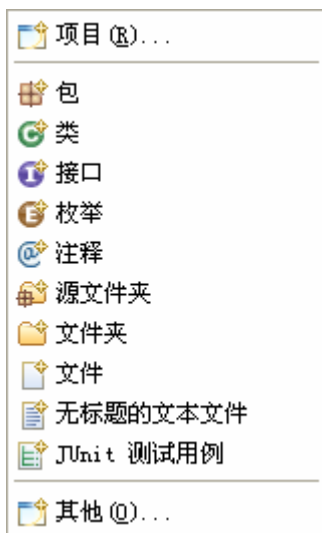 项目(R)...
包
类
接口
枚举
注释
源文件夹
文件夹
文件
无标题的文本文件
JUnit 测试用例
其他(O)...